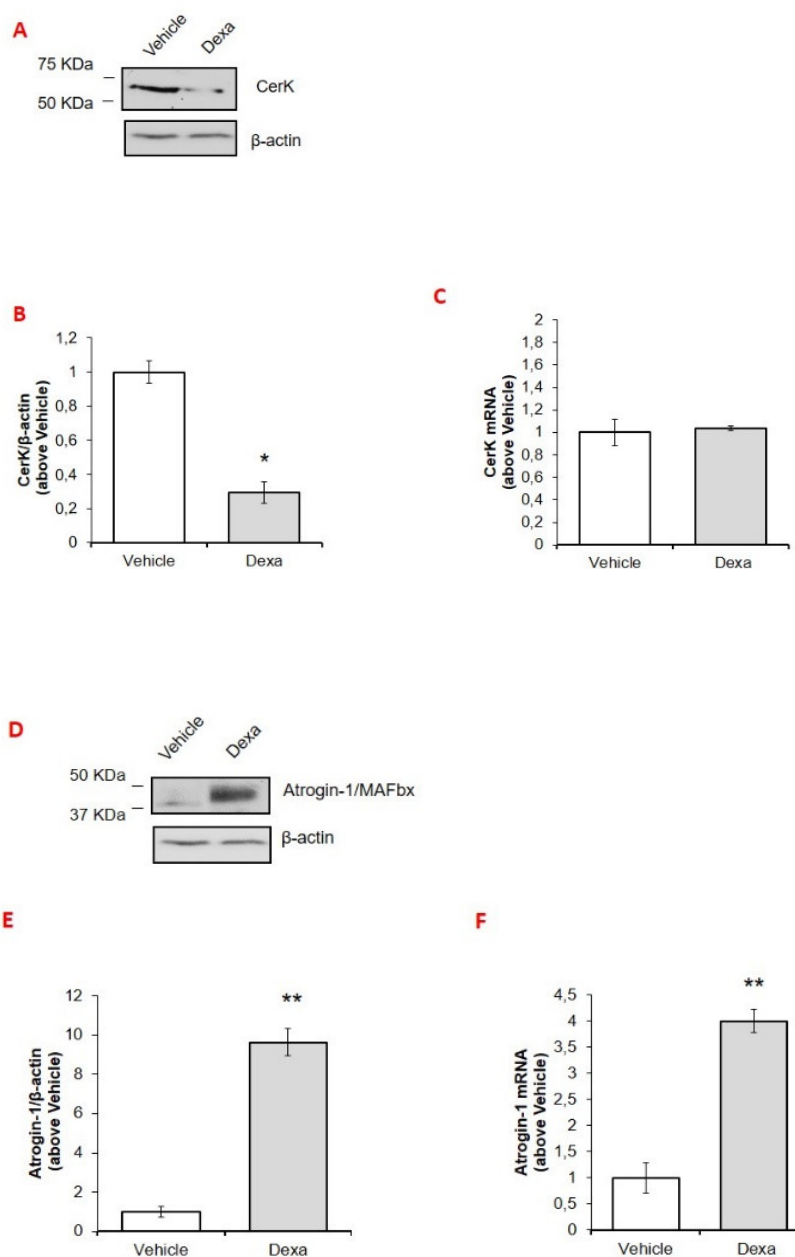 A
Vehicle
Dexa
75 KDa
50 KDa
CerK
β-actin
B
CerK/β-actin
(above Vehicle)
1,2
1
0,8
0,6
0,4
0,2
0
*
Vehicle
Dexa
C
CerK mRNA
(above Vehicle)
2
1,8
1,6
1,4
1,2
1
0,8
0,6
0,4
0,2
0
Vehicle
Dexa
D
Vehicle
Dexa
50 KDa
37 KDa
Atrogin-1/MAFbx
β-actin
E
Atrogin-1/β-actin
(above Vehicle)
12
10
8
6
4
2
0
**
Vehicle
Dexa
F
Atrogin-1 mRNA
(above Vehicle)
4,5
4
3,5
3
2,5
2
1,5
1
0,5
0
**
Vehicle
Dexa